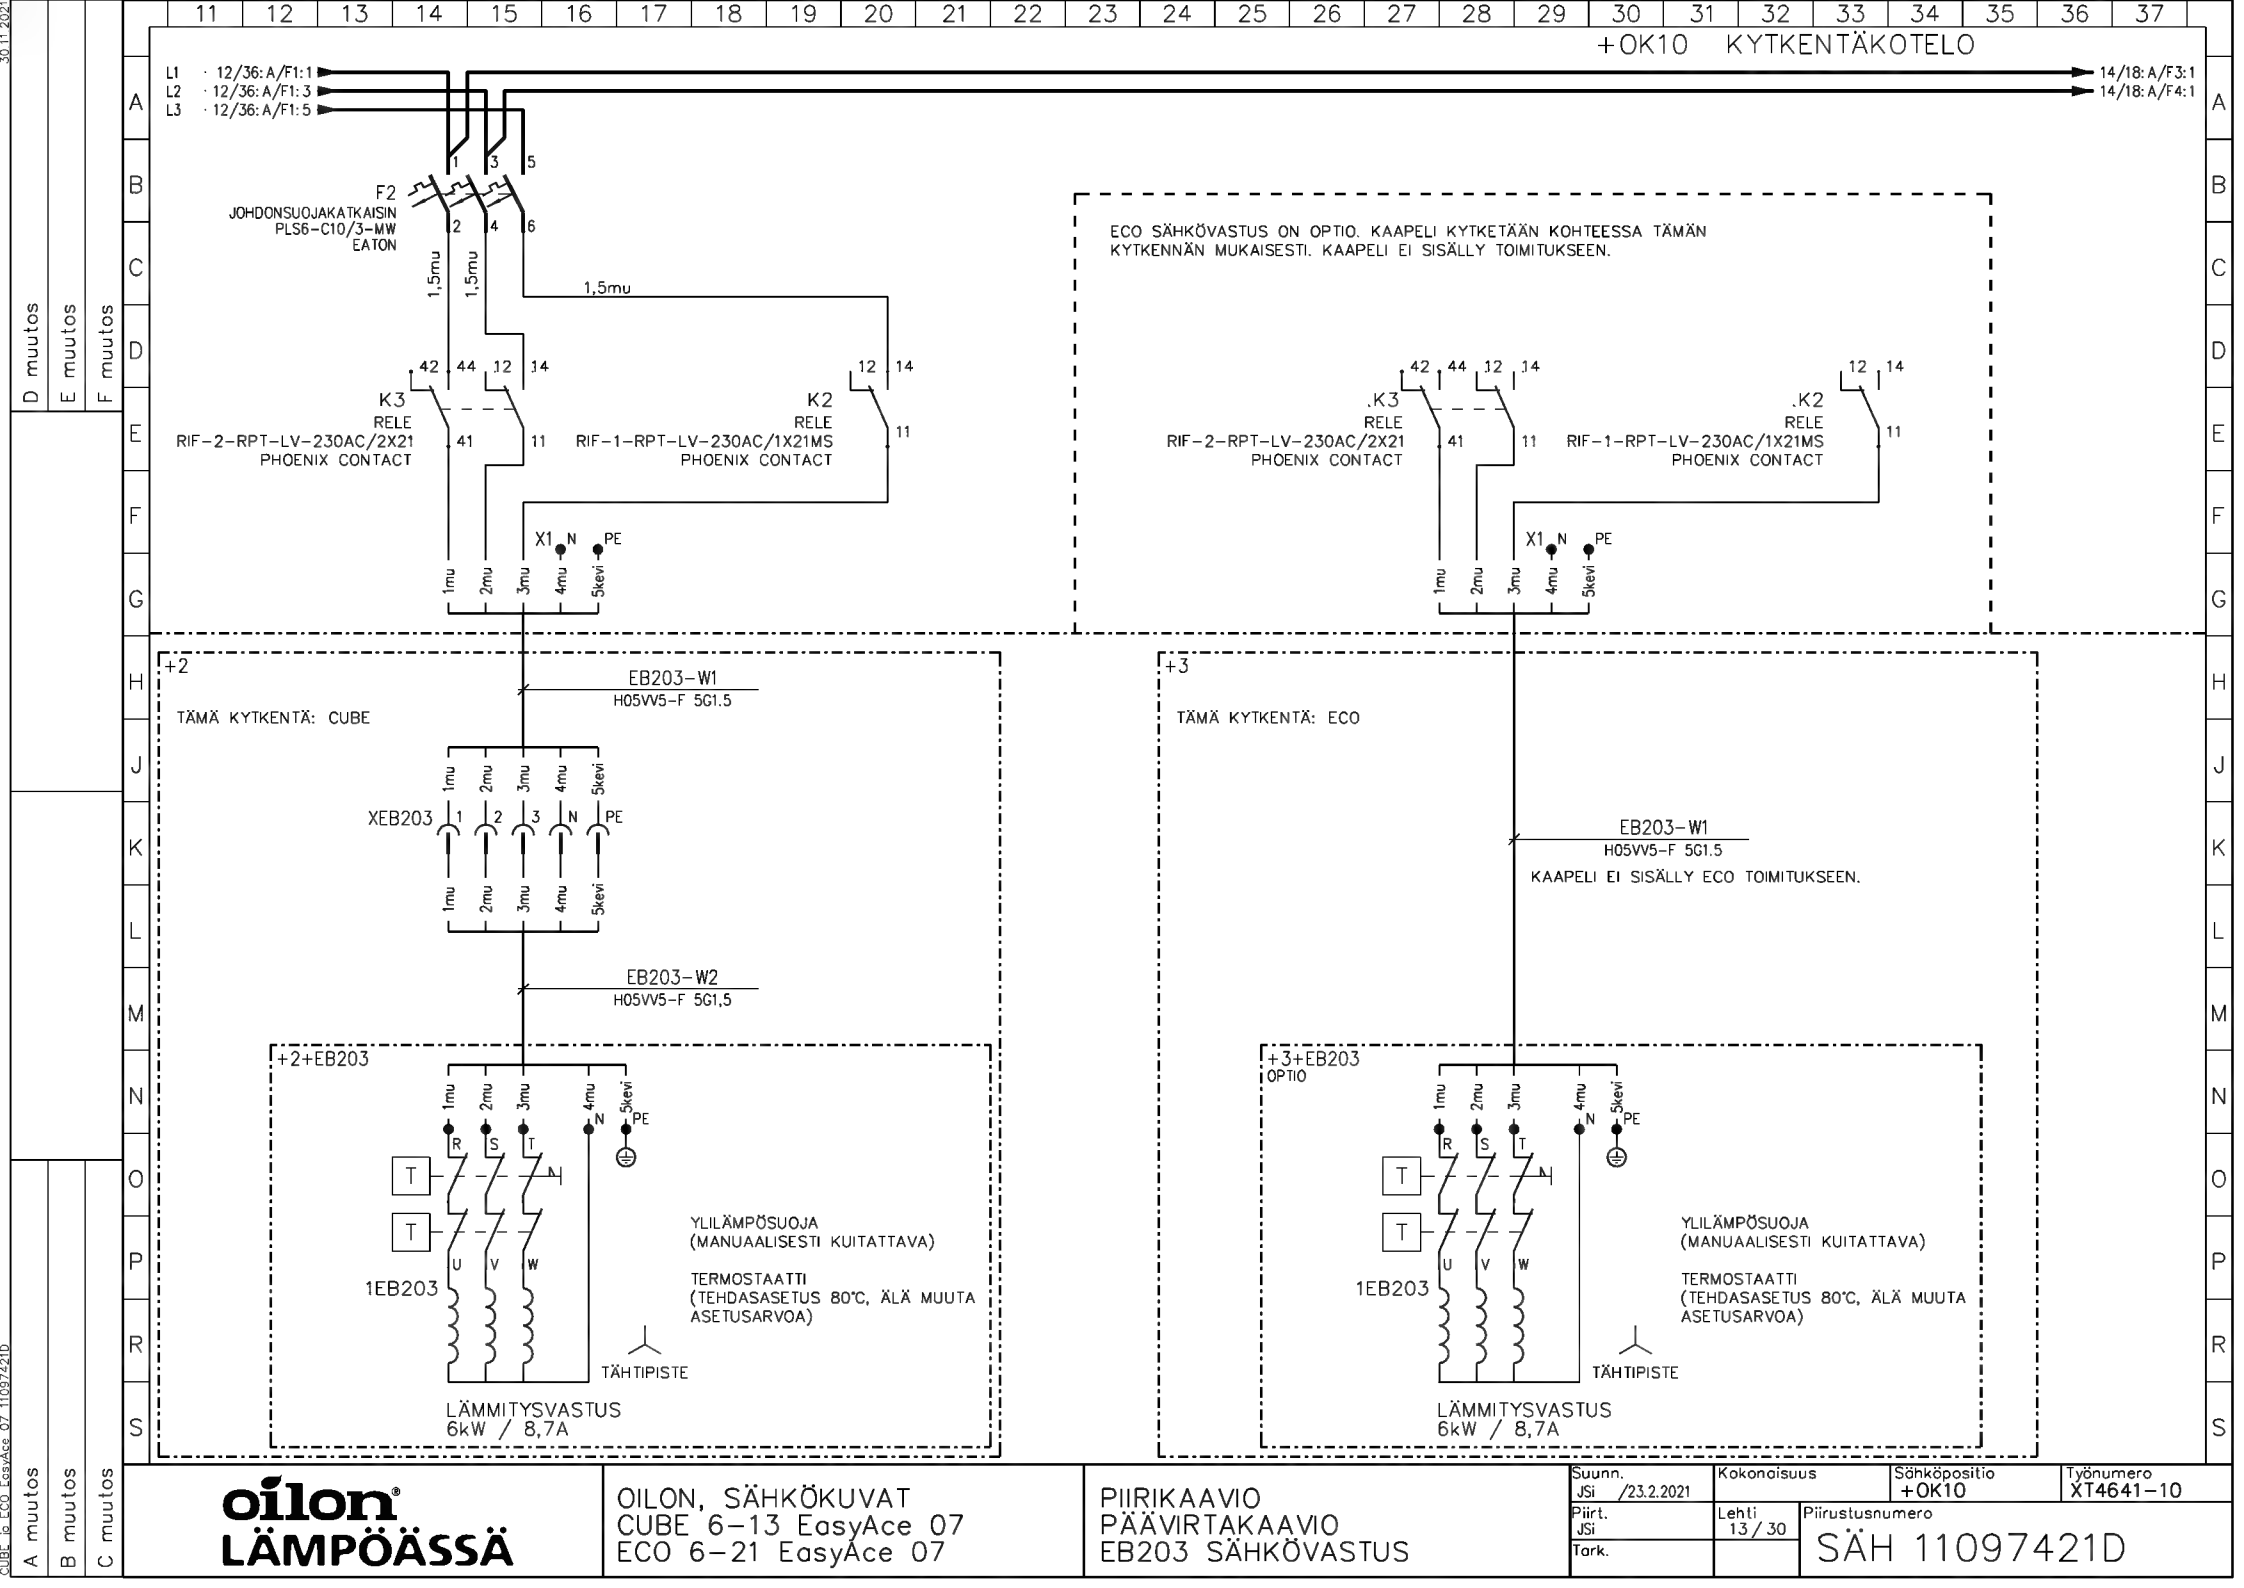 11 12 13 14 15 16 17 18 19 20 21 22 23 24 25 26 27 28 29 30 31 32 33 34 35 36 37
+OK10 KYTKENTÄKOTELO
L1 · 12/36:A/F1:1
14/18:A/F3:1
L2 · 12/36:A/F1:3
14/18:A/F4:1
L3 · 12/36:A/F1:5
A
A
B
B
C
C
D
D
E
E
F
F
G
G
H
H
J
J
K
K
L
L
M
M
N
N
O
O
P
P
R
R
S
S
1 3 5
F2
JOHDONSUOJAKATKAISIN
PLS6-C10/3-MW
EATON
2 4 6
1,5mu 1,5mu
1,5mu
42 44 12 14
K3
RELE
RIF-2-RPT-LV-230AC/2X21
PHOENIX CONTACT
41 11
12 14
K2
RELE
RIF-1-RPT-LV-230AC/1X21MS
PHOENIX CONTACT
11
X1 N PE
1mu 2mu 3mu 4mu 5kevi
ECO SÄHKÖVASTUS ON OPTIO. KAAPELI KYTKETÄÄN KOHTEESSA TÄMÄN
KYTKENNÄN MUKAISESTI. KAAPELI EI SISÄLLY TOIMITUKSEEN.
42 44 12 14
.K3
RELE
RIF-2-RPT-LV-230AC/2X21
PHOENIX CONTACT
41 11
12 14
.K2
RELE
RIF-1-RPT-LV-230AC/1X21MS
PHOENIX CONTACT
11
X1 N PE
1mu 2mu 3mu 4mu 5kevi
+2
EB203-W1
H05VV5-F 5G1.5
TÄMÄ KYTKENTÄ: CUBE
1mu 2mu 3mu 4mu 5kevi
XEB203 1 2 3 N PE
1mu 2mu 3mu 4mu 5kevi
EB203-W2
H05VV5-F 5G1,5
+2+EB203
1mu 2mu 3mu 4mu 5kevi
N PE
R S T
T
T
U V W
1EB203
YLILÄMPÖSUOJA
(MANUAALISESTI KUITATTAVA)
TERMOSTAATTI
(TEHDASASETUS 80°C, ÄLÄ MUUTA
ASETUSARVOA)
TÄHTIPISTE
LÄMMITYSVASTUS
6kW / 8,7A
+3
TÄMÄ KYTKENTÄ: ECO
EB203-W1
H05VV5-F 5G1.5
KAAPELI EI SISÄLLY ECO TOIMITUKSEEN.
+3+EB203
OPTIO
1mu 2mu 3mu 4mu 5kevi
N PE
R S T
T
T
U V W
1EB203
YLILÄMPÖSUOJA
(MANUAALISESTI KUITATTAVA)
TERMOSTAATTI
(TEHDASASETUS 80°C, ÄLÄ MUUTA
ASETUSARVOA)
TÄHTIPISTE
LÄMMITYSVASTUS
6kW / 8,7A
30.11.2021
D muutos
E muutos
F muutos
CUBE ja ECO EasyAce 07 11097421D
A muutos
B muutos
C muutos
oilon®
LÄMPÖÄSSÄ
OILON, SÄHKÖKUVAT
CUBE 6-13 EasyAce 07
ECO 6-21 EasyAce 07
PIIRIKAAVIO
PÄÄVIRTAKAAVIO
EB203 SÄHKÖVASTUS
Suunn.
JSi /23.2.2021
Piirt.
JSi
Tark.
Kokonaisuus
Lehti
13/30
Sähköpositio
+OK10
Työnumero
XT4641-10
Piirustusnumero
SÄH 11097421D